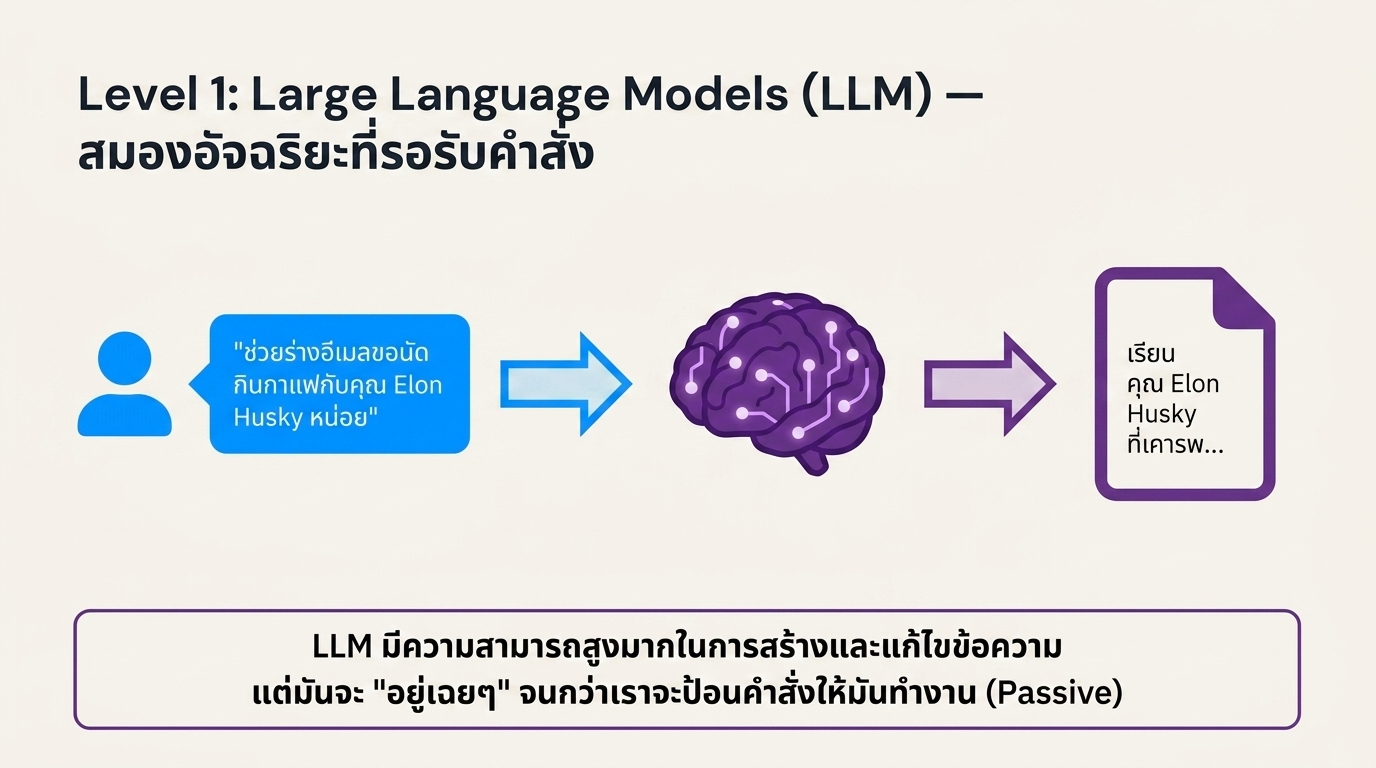 Level 1: Large Language Models (LLM) —
สมองอัจฉริยะที่รอรับคำสั่ง
"ช่วยร่างอีเมลขอนัด
กินกาแฟกับคุณ Elon
Husky หน่อย"
เรียน
คุณ Elon
Husky
ที่เคารพ...
LLM มีความสามารถสูงมากในการสร้างและแก้ไขข้อความ
แต่มันจะ "อยู่เฉยๆ" จนกว่าเราจะป้อนคำสั่งให้มันทำงาน (Passive)